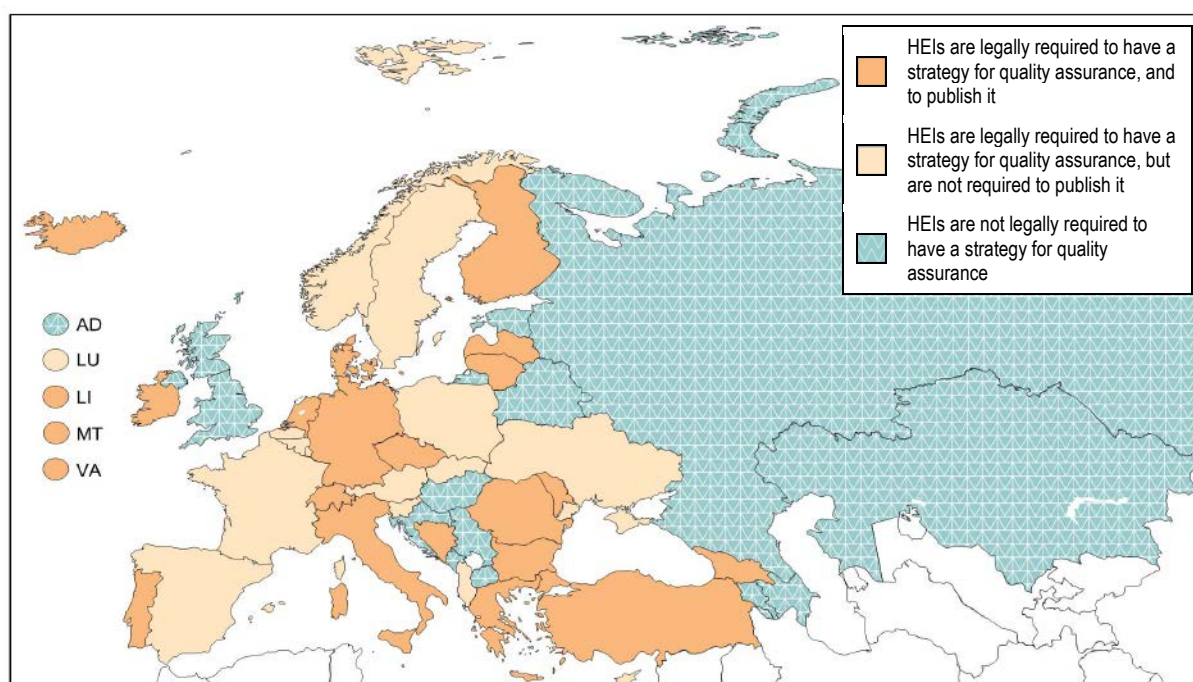 HEIs are legally required to have a
strategy for quality assurance, and
to publish it
HEIs are legally required to have a
strategy for quality assurance, but
are not required to publish it
HEIs are not legally required to
have a strategy for quality
assurance
AD
LU
LI
MT
VA